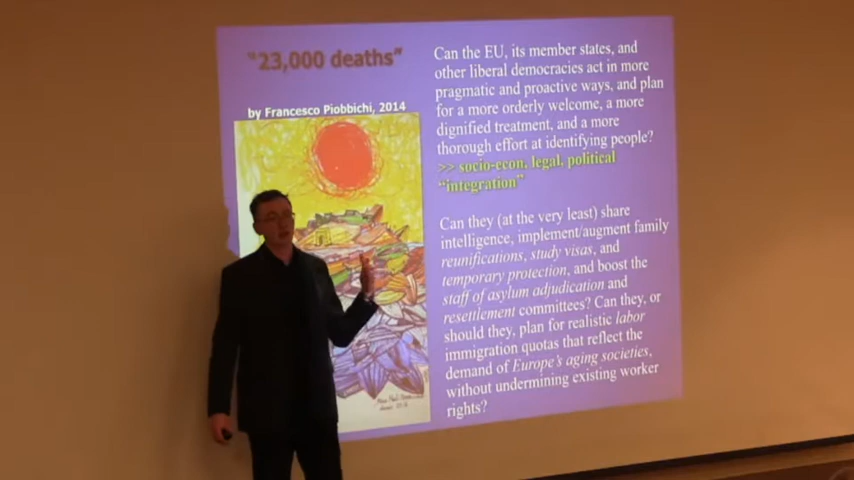 "23,000 deaths"
by Francesco Piobbichi, 2014
Can the EU, its member states, and
other liberal democracies act in more
pragmatic and proactive ways, and plan
for a more orderly welcome, a more
dignified treatment, and a more
thorough effort at identifying people?
>> socio-econ, legal, political
"integration"
Can they (at the very least) share
intelligence, implement/augment family
reunifications, study visas, and
temporary protection, and boost the
staff of asylum adjudication and
resettlement committees? Can they, or
should they, plan for realistic labor
immigration quotas that reflect the
demand of Europe's aging societies,
without undermining existing worker
rights?